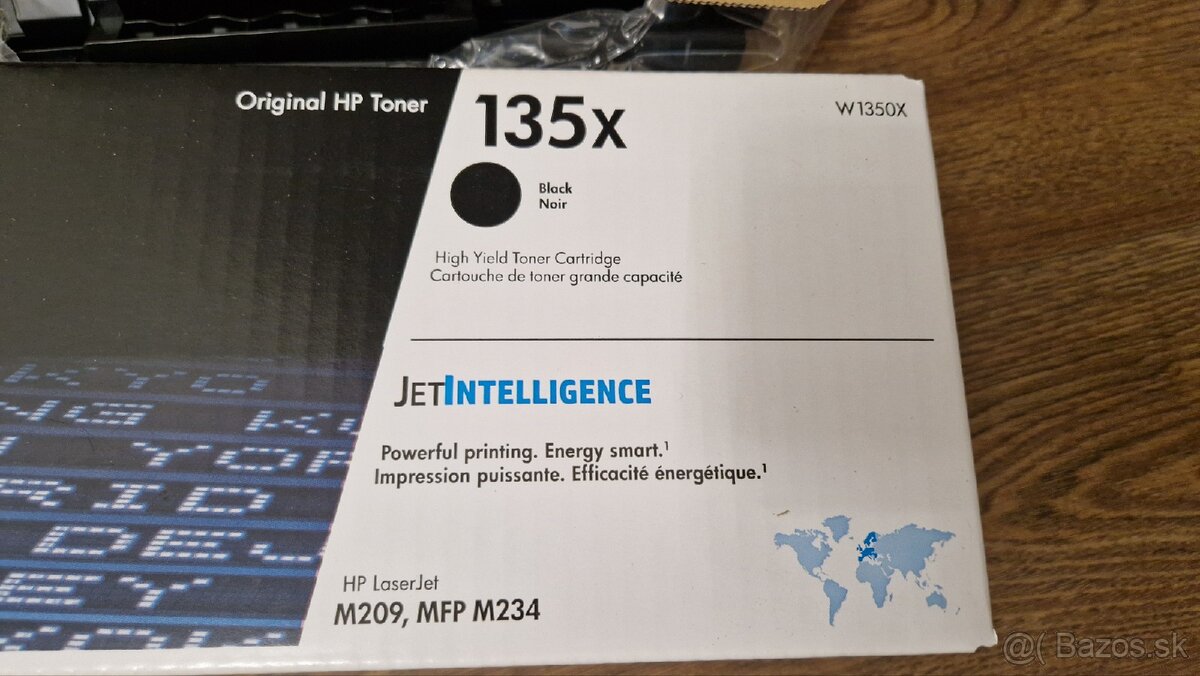 Original HP Toner
135x
W1350X
Black
Noir
High Yield Toner Cartridge
Cartouche de toner grande capacité
JETINTELLIGENCE
Powerful printing. Energy smart.¹
Impression puissante. Efficacité énergétique.¹
HP LaserJet
M209, MFP M234
@( Bazos.sk